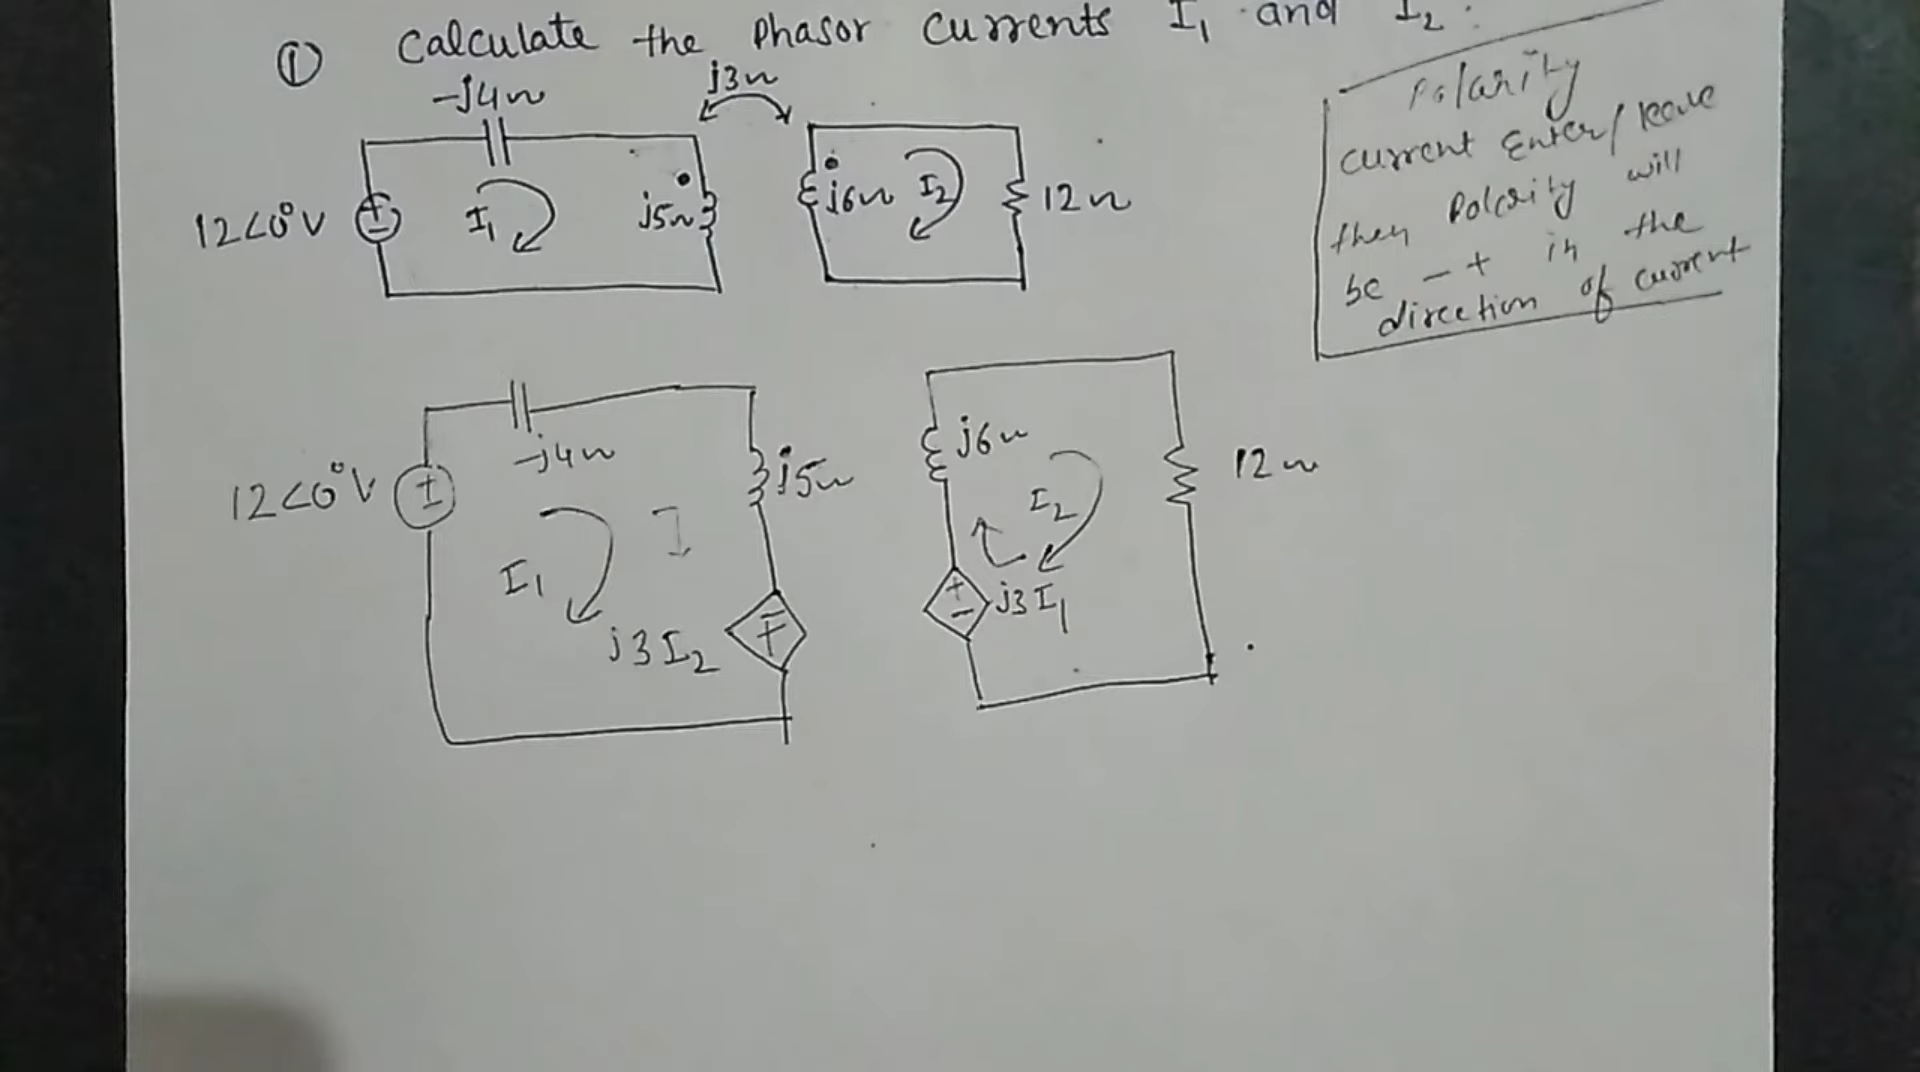 ① Calculate the Phasor Currents I₁ and I₂.
-j4Ω
j3Ω
12<0°V
+
-
I₁
j5Ω
j6Ω
I₂
12Ω
Polarity
current Enter/leave
then Polarity will
be - + in the
direction of current
12<0°V
+
-
-j4Ω
j5Ω
I₁
j3I₂
-
+
j6Ω
I₂
12Ω
+
-
j3I₁